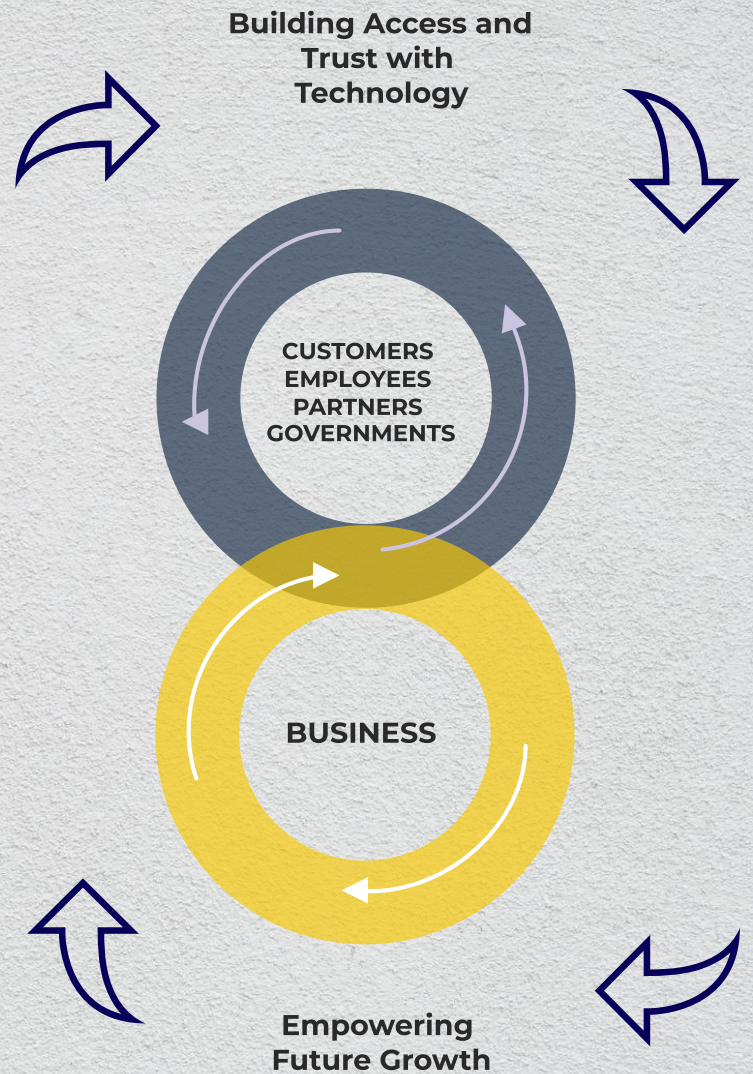 Building Access and
Trust with
Technology
CUSTOMERS
EMPLOYEES
PARTNERS
GOVERNMENTS
BUSINESS
Empowering
Future Growth